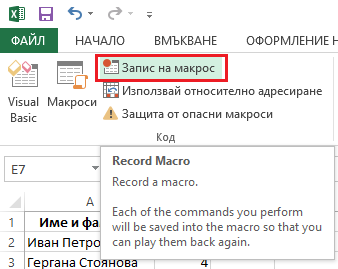 ФАЙЛ НАЧАЛО ВМЪКВАНЕ ОФОРМЛЕНИЕ
Visual Basic
Макроси
Запис на макрос
Използвай относително адресиране
Защита от опасни макроси
Код
E7
Record Macro
Record a macro.
Each of the commands you perform
will be saved into the macro so that you
can play them back again.
A
1 Име и фа
2 Иван Петро
3 Гергана Стоянова 4